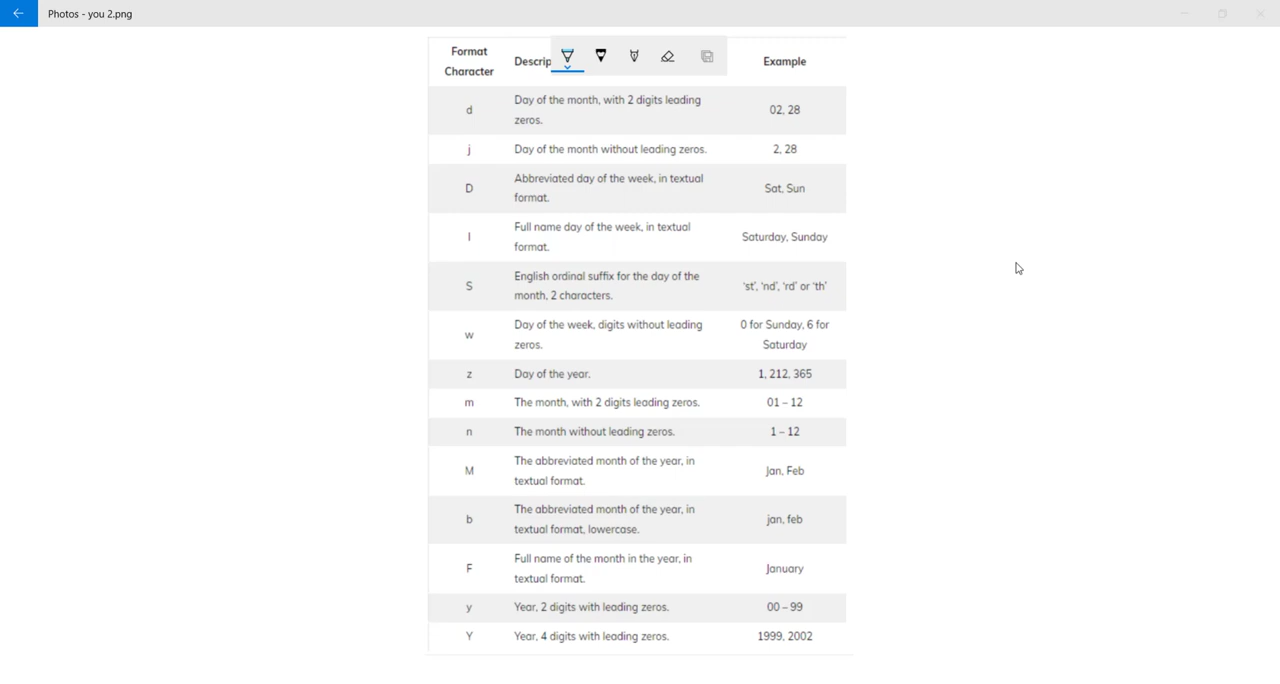 Photos - you 2.png
Format
Character
Descrip
Example
d
Day of the month, with 2 digits leading
zeros.
02, 28
j
Day of the month without leading zeros.
2, 28
D
Abbreviated day of the week, in textual
format.
Sat, Sun
l
Full name day of the week, in textual
format.
Saturday, Sunday
S
English ordinal suffix for the day of the
month, 2 characters.
‘st’, ‘nd’, ‘rd’ or ‘th’
w
Day of the week, digits without leading
zeros.
0 for Sunday, 6 for
Saturday
z
Day of the year.
1, 212, 365
m
The month, with 2 digits leading zeros.
01 – 12
n
The month without leading zeros.
1 – 12
M
The abbreviated month of the year, in
textual format.
Jan, Feb
b
The abbreviated month of the year, in
textual format, lowercase.
jan, feb
F
Full name of the month in the year, in
textual format.
January
y
Year, 2 digits with leading zeros.
00 – 99
Y
Year, 4 digits with leading zeros.
1999, 2002